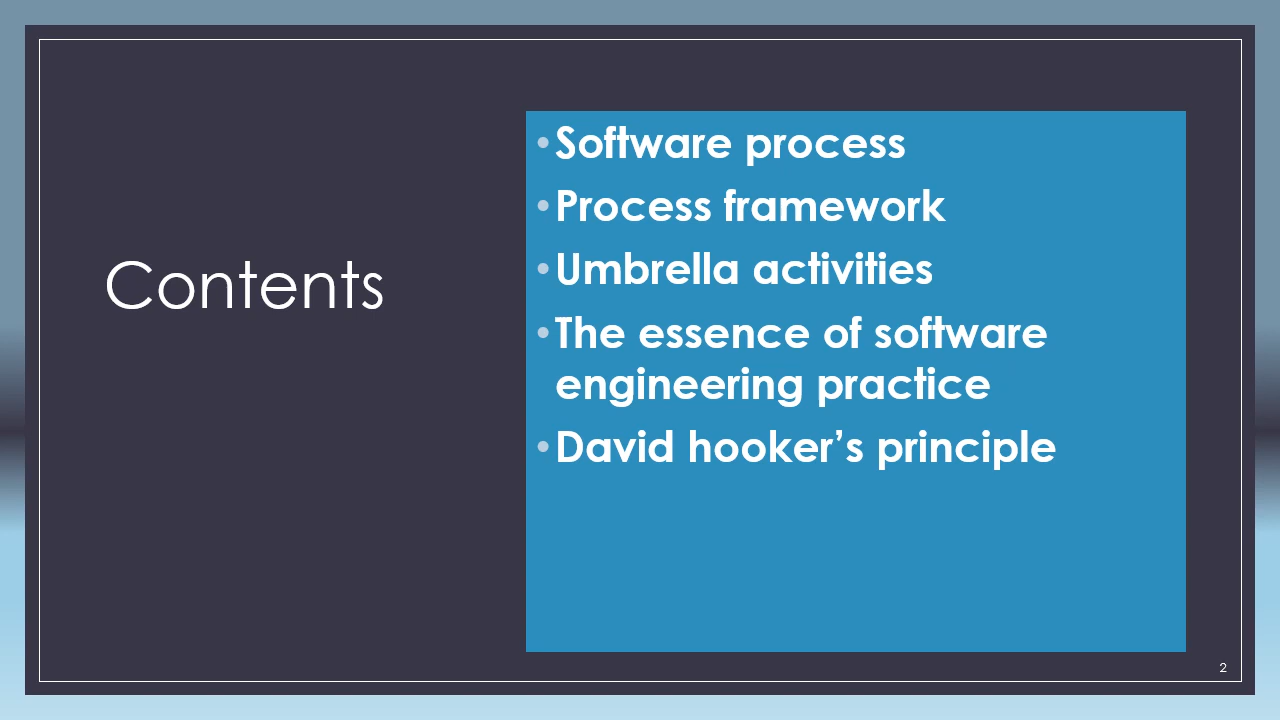 Contents
•Software process
•Process framework
•Umbrella activities
•The essence of software
engineering practice
•David hooker’s principle
2